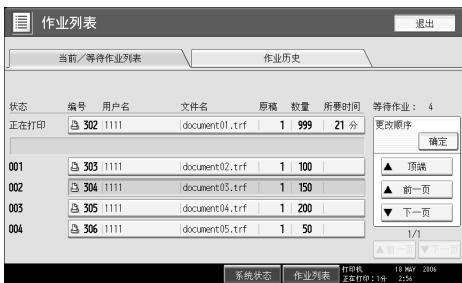 作业列表 退出
当前/等待作业列表 作业历史
状态 编号 用户名 文件名 原稿 数量 所要时间 等待作业： 4
正在打印 302 1111 document01.trf 1 999 21 分
更改顺序
确定
001 303 1111 document02.trf 1 100
002 304 1111 document03.trf 1 150
003 305 1111 document04.trf 1 200
004 306 1111 document05.trf 1 50
▲ 顶端
▲ 前一页
▼ 下一页
1/1
▲前一页 ▼下一页
系统状态 作业列表 打印机 18 MAY 2006
正在打印:1分 2:56